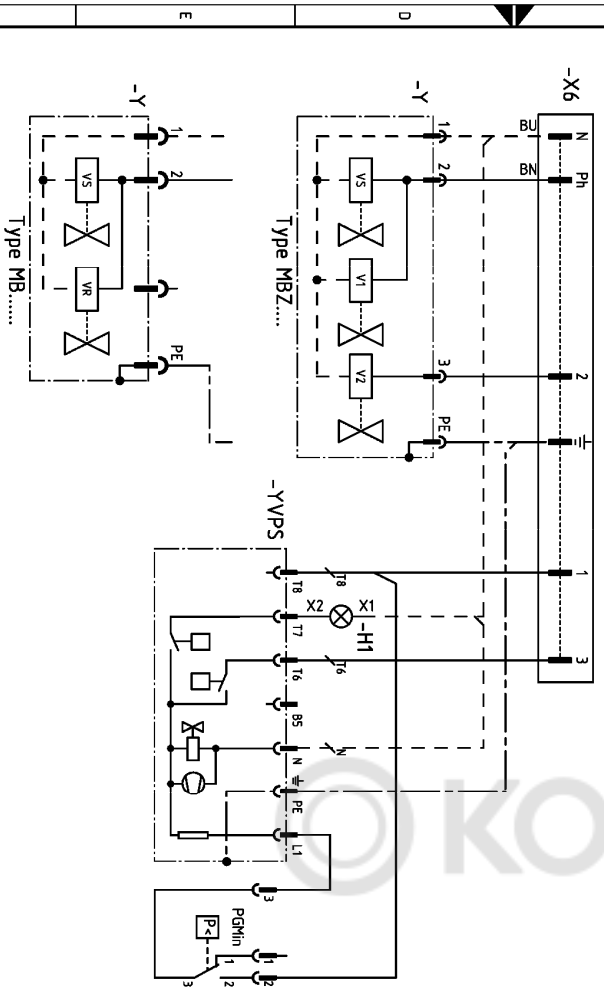 E
D
-X6
-Y
-Y
BU
N
1
1
BN
Ph
2
2
VS
VS
V1
VR
Type MBZ....
Type MB......
3
V2
2
PE
PE
-YVPS
T8
T8
1
X2
X1
T7
-H1
T6
T6
3
B5
N
N
PE
L1
KO
3
PGMin
P<
1
1
2
2
3